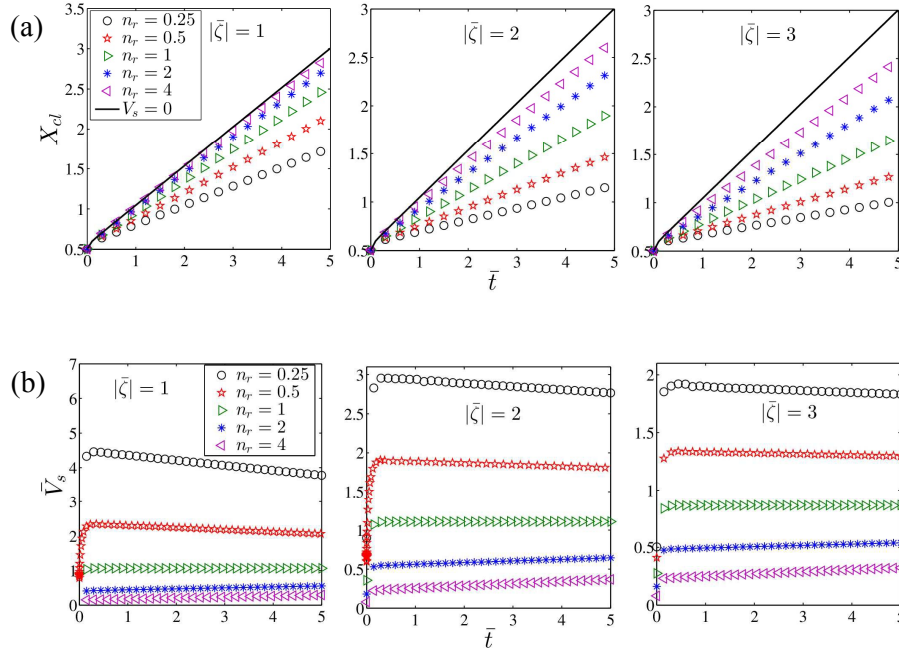 (a)
n_r = 0.25
n_r = 0.5
n_r = 1
n_r = 2
n_r = 4
V_s = 0
|ζ̄| = 1
|ζ̄| = 2
|ζ̄| = 3
X_cl
3.5
3
2.5
2
1.5
1
0.5
0 1 2 3 4 5
3
2.5
2
1.5
1
0.5
0 1 2 3 4 5
3
2.5
2
1.5
1
0.5
0 1 2 3 4 5
t̄
(b)
|ζ̄| = 1
n_r = 0.25
n_r = 0.5
n_r = 1
n_r = 2
n_r = 4
|ζ̄| = 2
|ζ̄| = 3
V̄_s
7
6
5
4
3
2
1
0
0 1 2 3 4 5
3
2.5
2
1.5
1
0.5
0
0 1 2 3 4 5
2
1.5
1
0.5
0
0 1 2 3 4 5
t̄